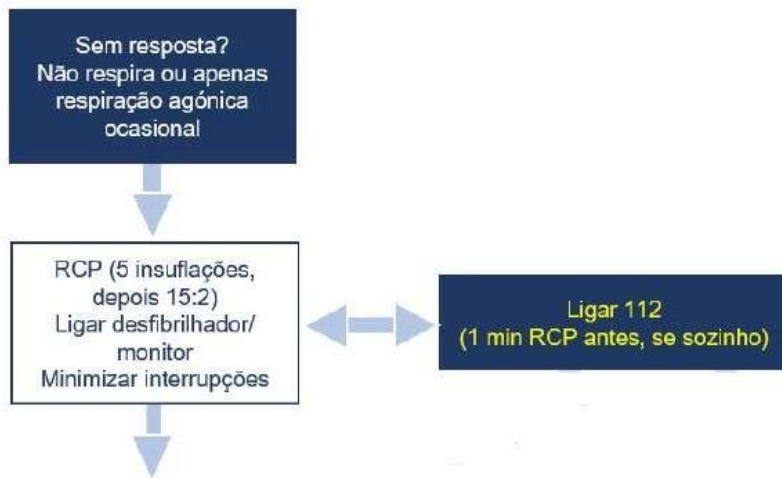 Sem resposta?
Não respira ou apenas
respiração agónica
ocasional
RCP (5 insuflações,
depois 15:2)
Ligar desfibrilhador/
monitor
Minimizar interrupções
Ligar 112
(1 min RCP antes, se sozinho)